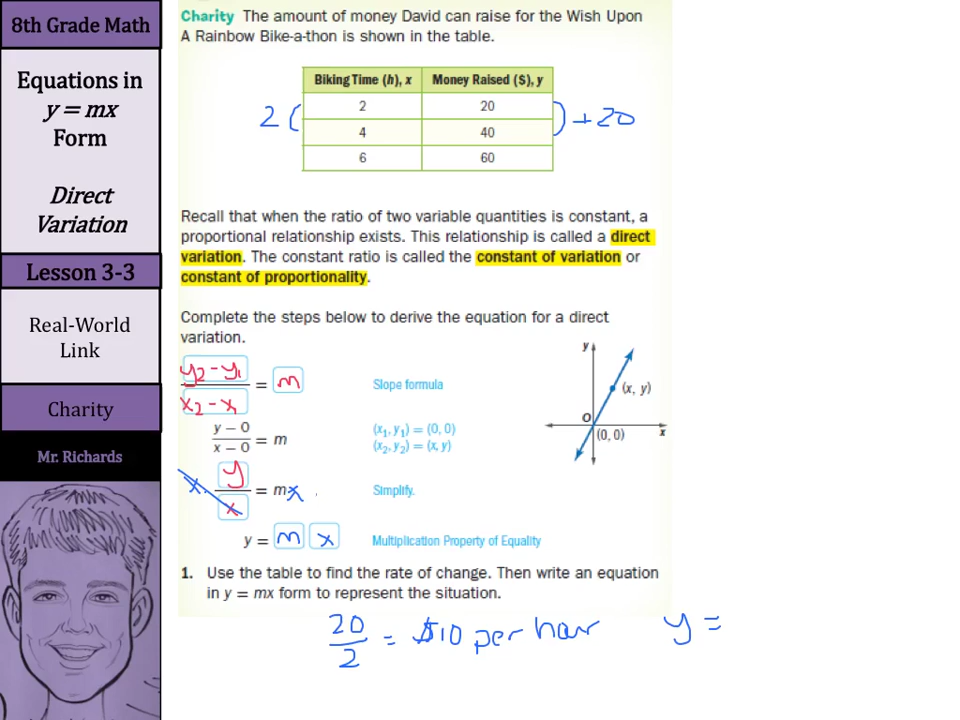 8th Grade Math
Equations in
y = mx
Form
Direct
Variation
Lesson 3-3
Real-World
Link
Charity
Mr. Richards
Charity The amount of money David can raise for the Wish Upon
A Rainbow Bike-a-thon is shown in the table.
Biking Time (h), x Money Raised ($), y
2 20
4 40
6 60
2 ( ) +20
Recall that when the ratio of two variable quantities is constant, a
proportional relationship exists. This relationship is called a direct
variation. The constant ratio is called the constant of variation or
constant of proportionality.
Complete the steps below to derive the equation for a direct
variation.
y2 - y1
= m Slope formula
x2 - x1
y – 0
= m (x₁, y₁) = (0, 0)
x – 0 (x₂, y₂) = (x, y)
y
x · = mx . Simplify.
x
y = m x Multiplication Property of Equality
y
(x, y)
O
(0, 0) x
1. Use the table to find the rate of change. Then write an equation
in y = mx form to represent the situation.
20
= $10 per hour y =
2